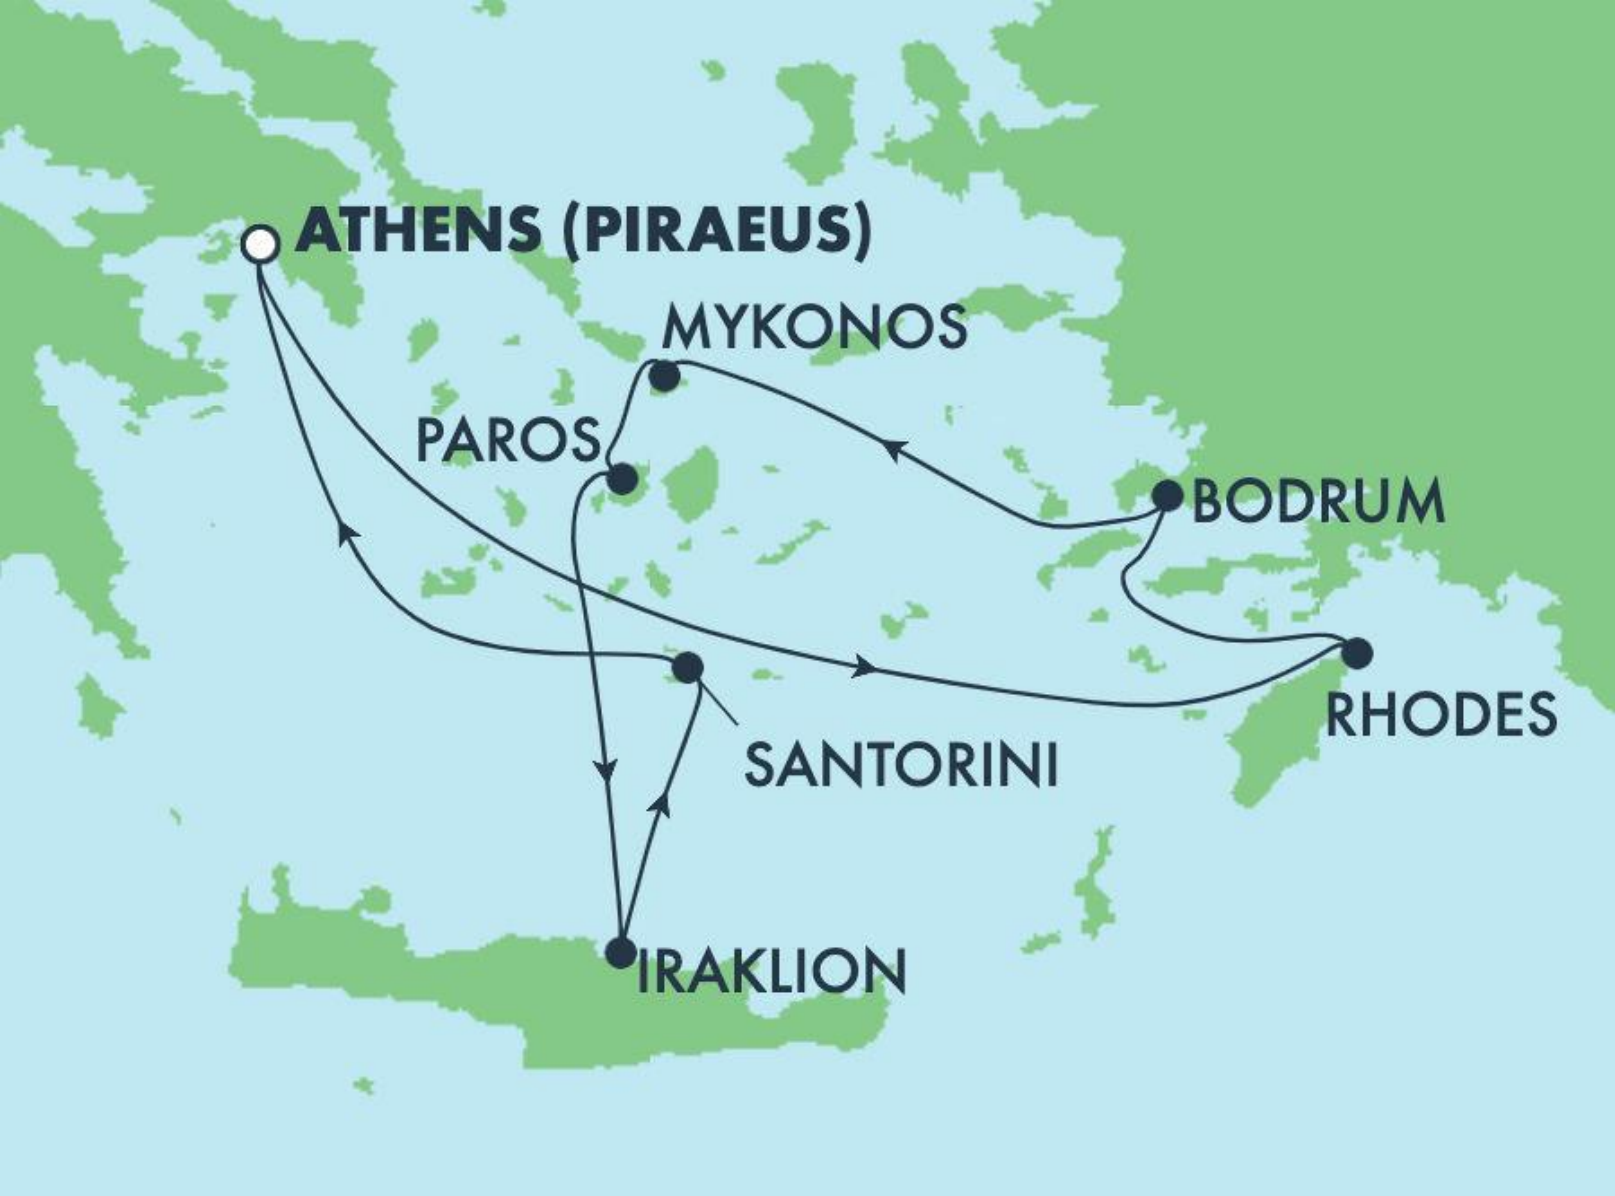 ATHENS (PIRAEUS)
MYKONOS
PAROS
BODRUM
RHODES
SANTORINI
IRAKLION